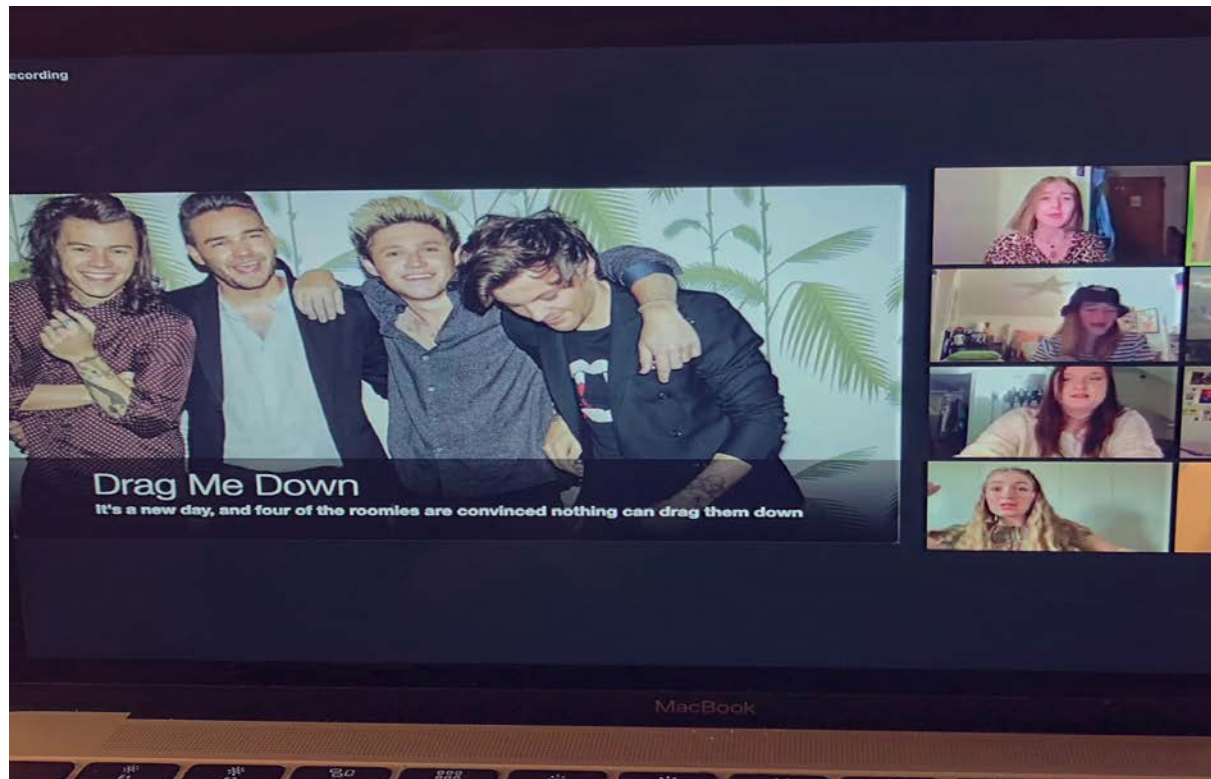 ecording
Drag Me Down
It's a new day, and four of the roomies are convinced nothing can drag them down
MacBook